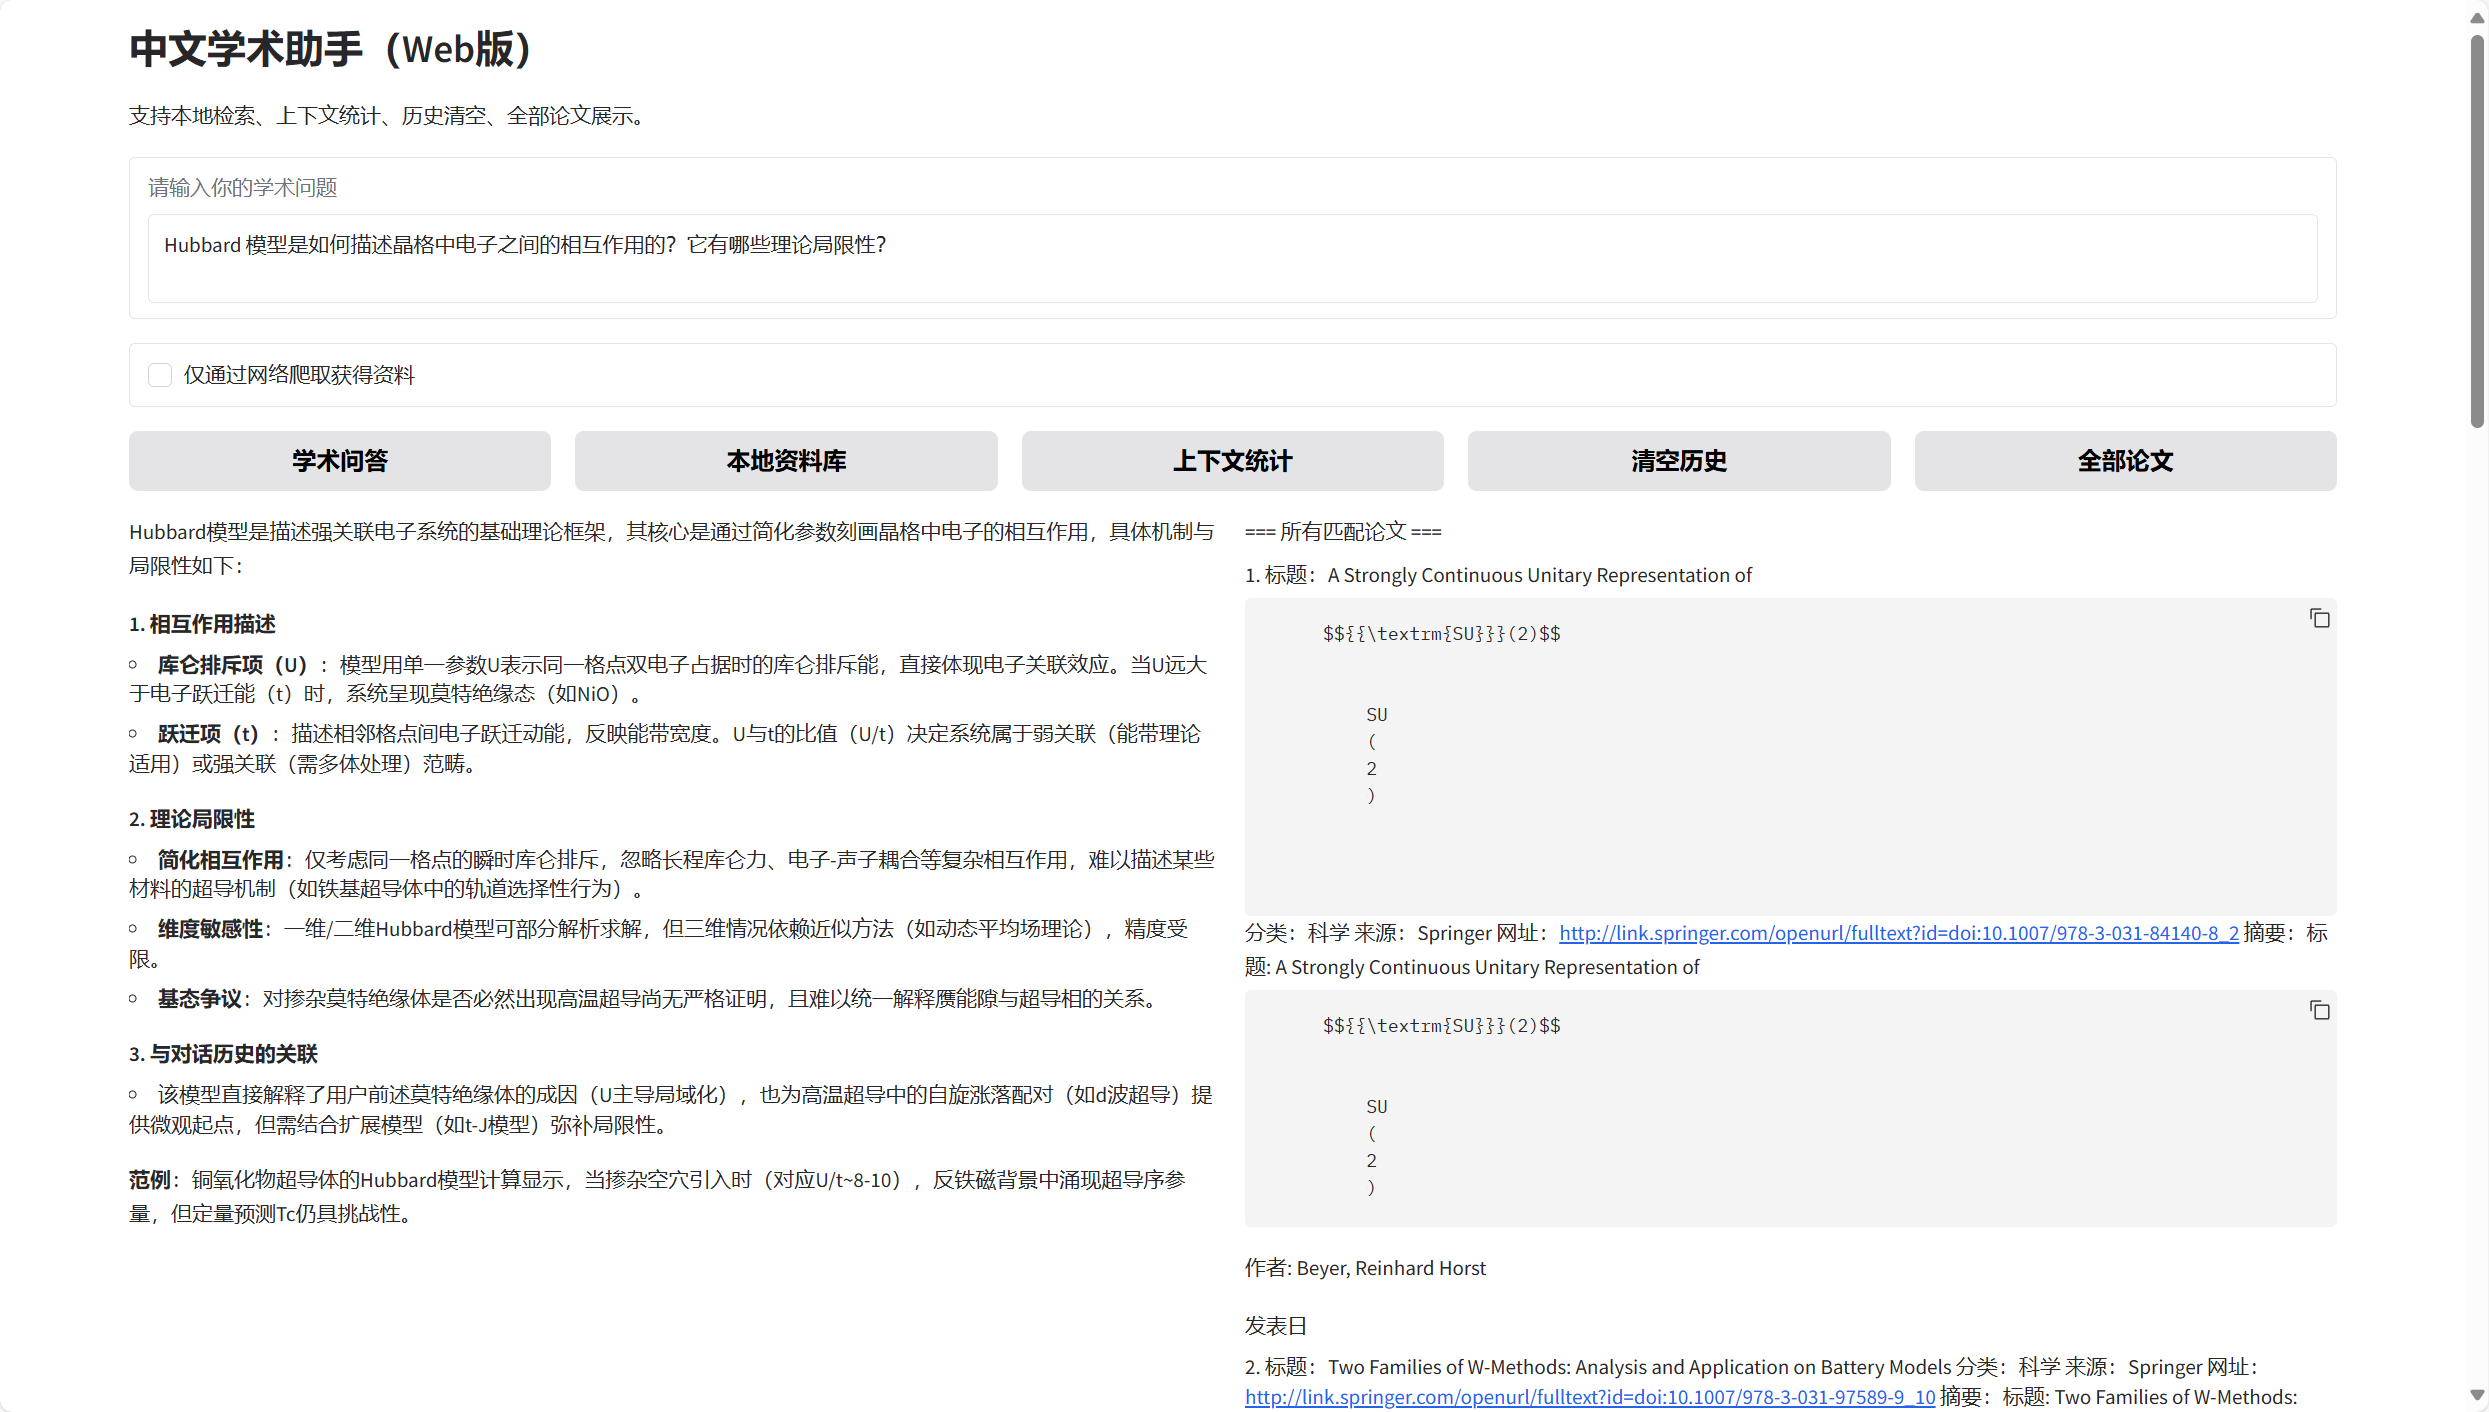 中文学术助手（Web版）
支持本地检索、上下文统计、历史清空、全部论文展示。
请输入你的学术问题
Hubbard 模型是如何描述晶格中电子之间的相互作用的？它有哪些理论局限性？
仅通过网络爬取获得资料
学术问答
本地资料库
上下文统计
清空历史
全部论文
Hubbard模型是描述强关联电子系统的基础理论框架，其核心是通过简化参数刻画晶格中电子的相互作用，具体机制与
局限性如下：
1. 相互作用描述
◦ 库仑排斥项（U）：模型用单一参数U表示同一格点双电子占据时的库仑排斥能，直接体现电子关联效应。当U远大
于电子跃迁能（t）时，系统呈现莫特绝缘态（如NiO）。
◦ 跃迁项（t）：描述相邻格点间电子跃迁动能，反映能带宽度。U与t的比值（U/t）决定系统属于弱关联（能带理论
适用）或强关联（需多体处理）范畴。
2. 理论局限性
◦ 简化相互作用：仅考虑同一格点的瞬时库仑排斥，忽略长程库仑力、电子-声子耦合等复杂相互作用，难以描述某些
材料的超导机制（如铁基超导体中的轨道选择性行为）。
◦ 维度敏感性：一维/二维Hubbard模型可部分解析求解，但三维情况依赖近似方法（如动态平均场理论），精度受
限。
◦ 基态争议：对掺杂莫特绝缘体是否必然出现高温超导尚无严格证明，且难以统一解释赝能隙与超导相的关系。
3. 与对话历史的关联
◦ 该模型直接解释了用户前述莫特绝缘体的成因（U主导局域化），也为高温超导中的自旋涨落配对（如d波超导）提
供微观起点，但需结合扩展模型（如t-J模型）弥补局限性。
范例：铜氧化物超导体的Hubbard模型计算显示，当掺杂空穴引入时（对应U/t~8-10），反铁磁背景中涌现超导序参
量，但定量预测Tc仍具挑战性。
=== 所有匹配论文 ===
1. 标题：A Strongly Continuous Unitary Representation of
$${{\textrm{SU}}}(2)$$
SU
(
2
)
分类：科学 来源：Springer 网址：http://link.springer.com/openurl/fulltext?id=doi:10.1007/978-3-031-84140-8_2 摘要：标
题: A Strongly Continuous Unitary Representation of
$${{\textrm{SU}}}(2)$$
SU
(
2
)
作者: Beyer, Reinhard Horst
发表日
2. 标题：Two Families of W-Methods: Analysis and Application on Battery Models 分类：科学 来源：Springer 网址：
http://link.springer.com/openurl/fulltext?id=doi:10.1007/978-3-031-97589-9_10 摘要：标题: Two Families of W-Methods: